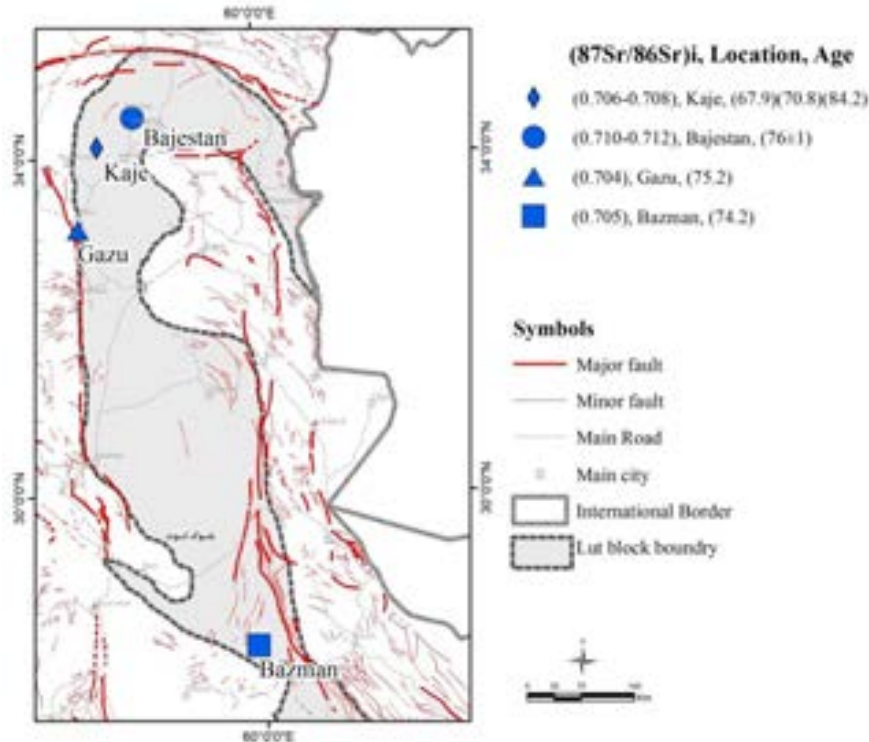 60°0'0"E
(87Sr/86Sr)i, Location, Age
(0.706-0.708), Kaje, (67.9)(70.8)(84.2)
(0.710-0.712), Bajestan, (76±1)
(0.704), Gazu, (75.2)
(0.705), Bazman, (74.2)
Bajestan
34°0'0"N
34°0'0"N
Kaje
Gazu
Symbols
Major fault
Minor fault
Main Road
Main city
International Border
Lut block boundry
30°0'0"N
30°0'0"N
Bazman
60°0'0"E